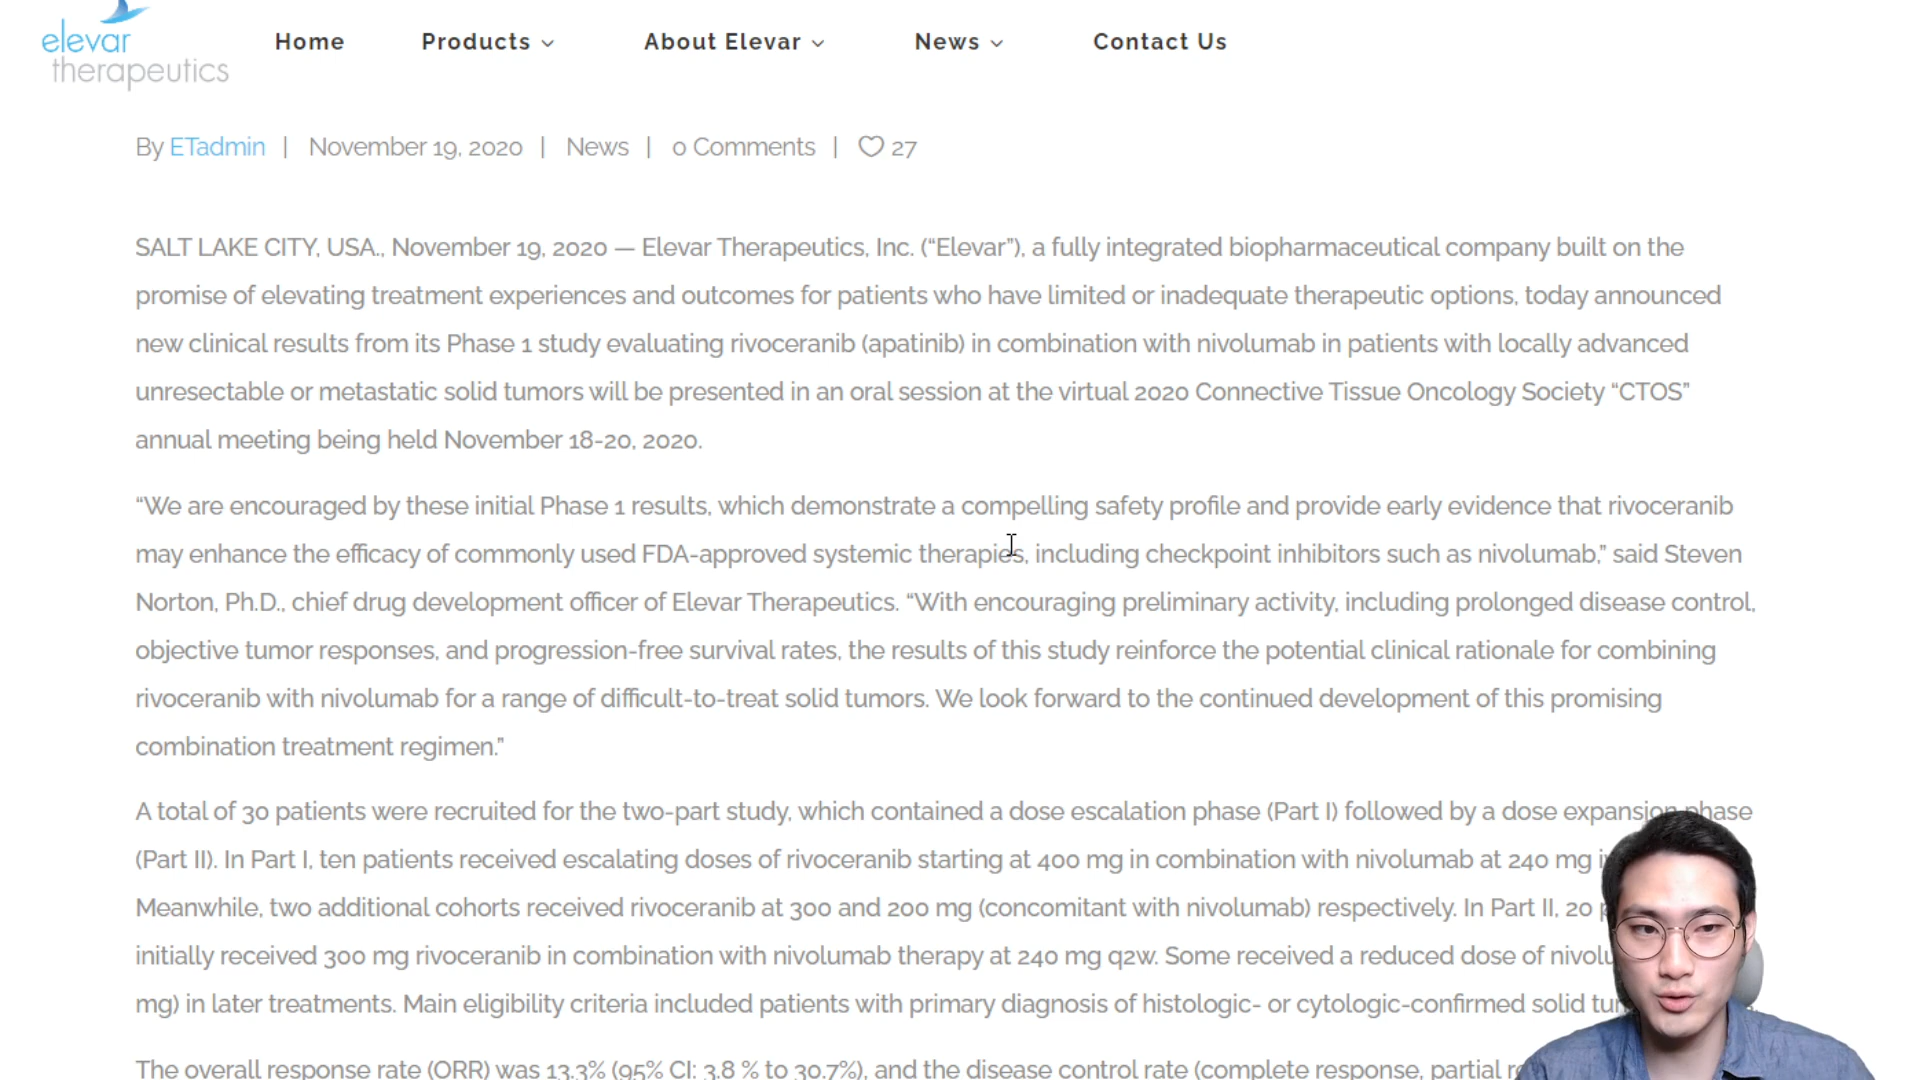 elevar
therapeutics
Home
Products
About Elevar
News
Contact Us
By ETadmin | November 19, 2020 | News | 0 Comments | 27
SALT LAKE CITY, USA., November 19, 2020 — Elevar Therapeutics, Inc. (“Elevar”), a fully integrated biopharmaceutical company built on the
promise of elevating treatment experiences and outcomes for patients who have limited or inadequate therapeutic options, today announced
new clinical results from its Phase 1 study evaluating rivoceranib (apatinib) in combination with nivolumab in patients with locally advanced
unresectable or metastatic solid tumors will be presented in an oral session at the virtual 2020 Connective Tissue Oncology Society “CTOS”
annual meeting being held November 18-20, 2020.
“We are encouraged by these initial Phase 1 results, which demonstrate a compelling safety profile and provide early evidence that rivoceranib
may enhance the efficacy of commonly used FDA-approved systemic therapies, including checkpoint inhibitors such as nivolumab,” said Steven
Norton, Ph.D., chief drug development officer of Elevar Therapeutics. “With encouraging preliminary activity, including prolonged disease control,
objective tumor responses, and progression-free survival rates, the results of this study reinforce the potential clinical rationale for combining
rivoceranib with nivolumab for a range of difficult-to-treat solid tumors. We look forward to the continued development of this promising
combination treatment regimen.”
A total of 30 patients were recruited for the two-part study, which contained a dose escalation phase (Part I) followed by a dose expansion phase
(Part II). In Part I, ten patients received escalating doses of rivoceranib starting at 400 mg in combination with nivolumab at 240 mg
Meanwhile, two additional cohorts received rivoceranib at 300 and 200 mg (concomitant with nivolumab) respectively. In Part II, 20
initially received 300 mg rivoceranib in combination with nivolumab therapy at 240 mg q2w. Some received a reduced dose of
mg) in later treatments. Main eligibility criteria included patients with primary diagnosis of histologic- or cytologic-confirmed solid
The overall response rate (ORR) was 13.3% (95% CI: 3.8 % to 30.7%), and the disease control rate (complete response, partial